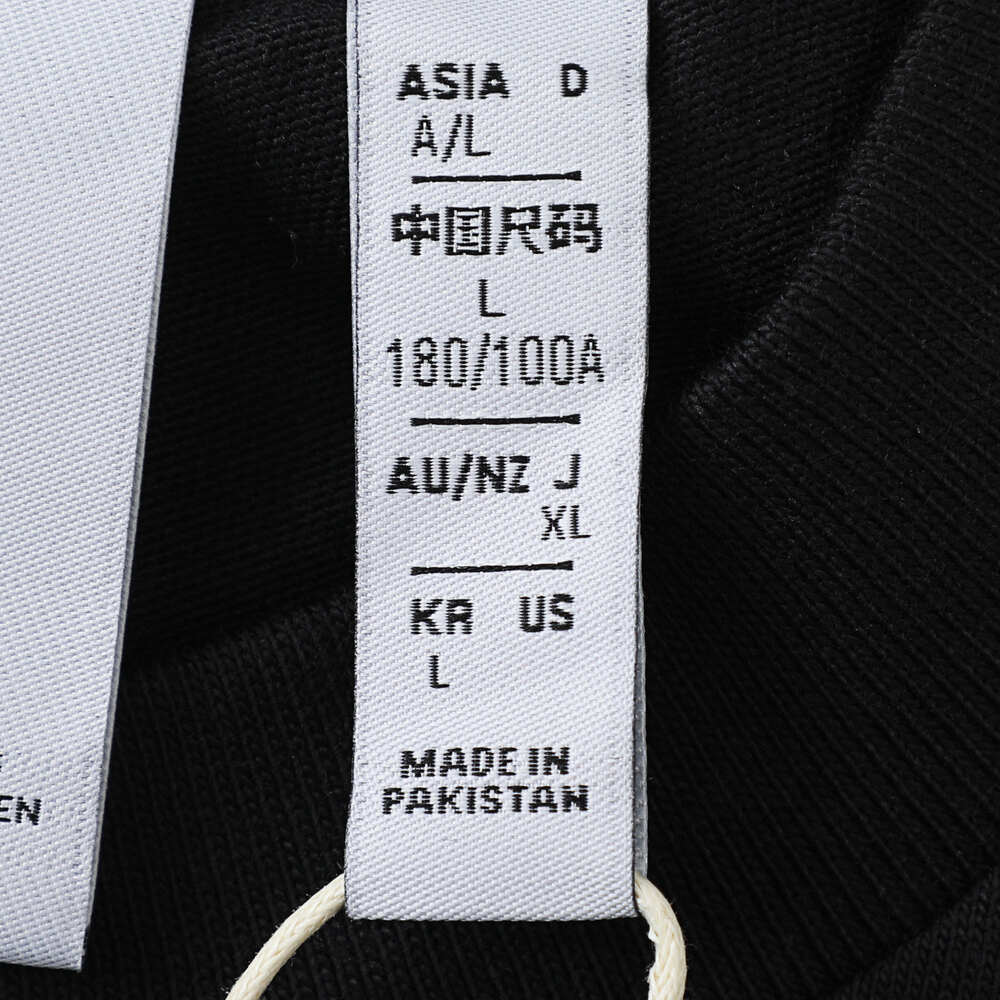 ASIA D
A/L
中国尺码
L
180/100A
AU/NZ J
XL
KR US
L
MADE IN
PAKISTAN
EN